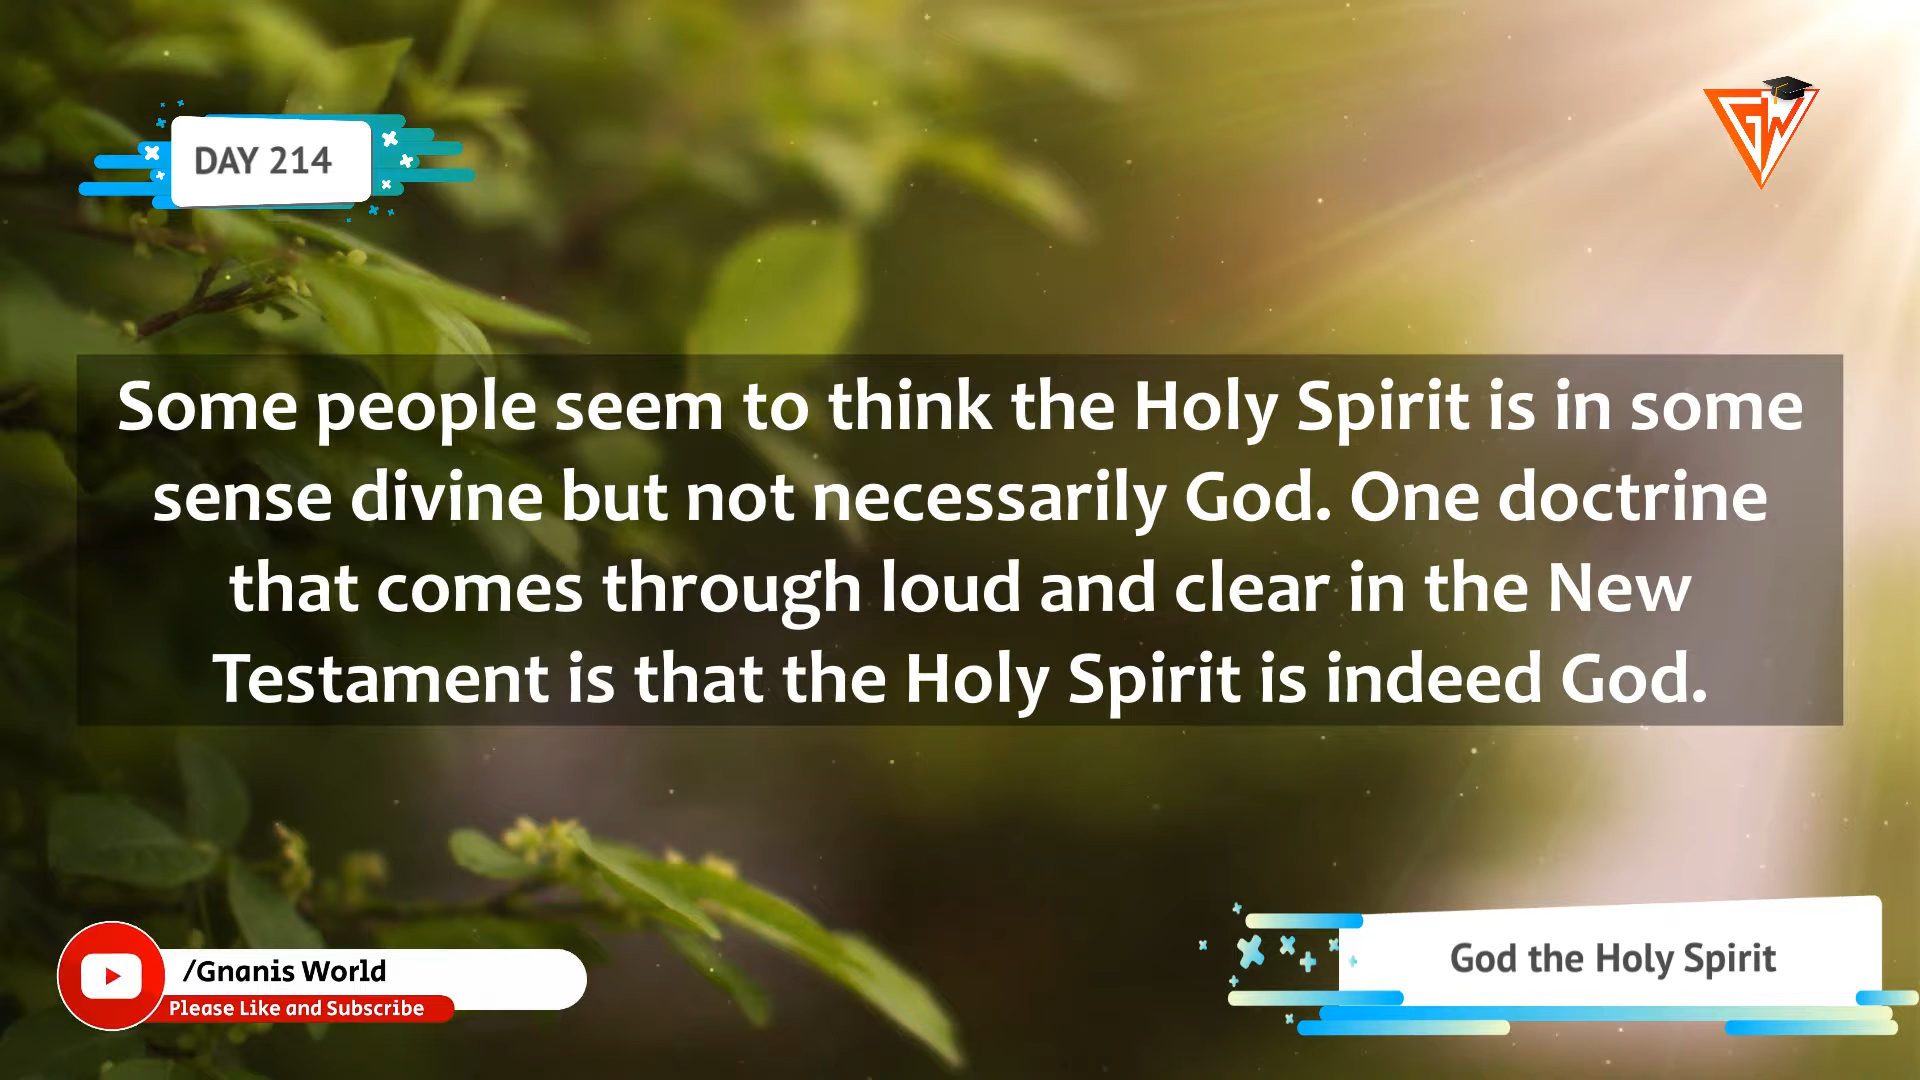 DAY 214
GW
Some people seem to think the Holy Spirit is in some
sense divine but not necessarily God. One doctrine
that comes through loud and clear in the New
Testament is that the Holy Spirit is indeed God.
/Gnanis World
Please Like and Subscribe
God the Holy Spirit